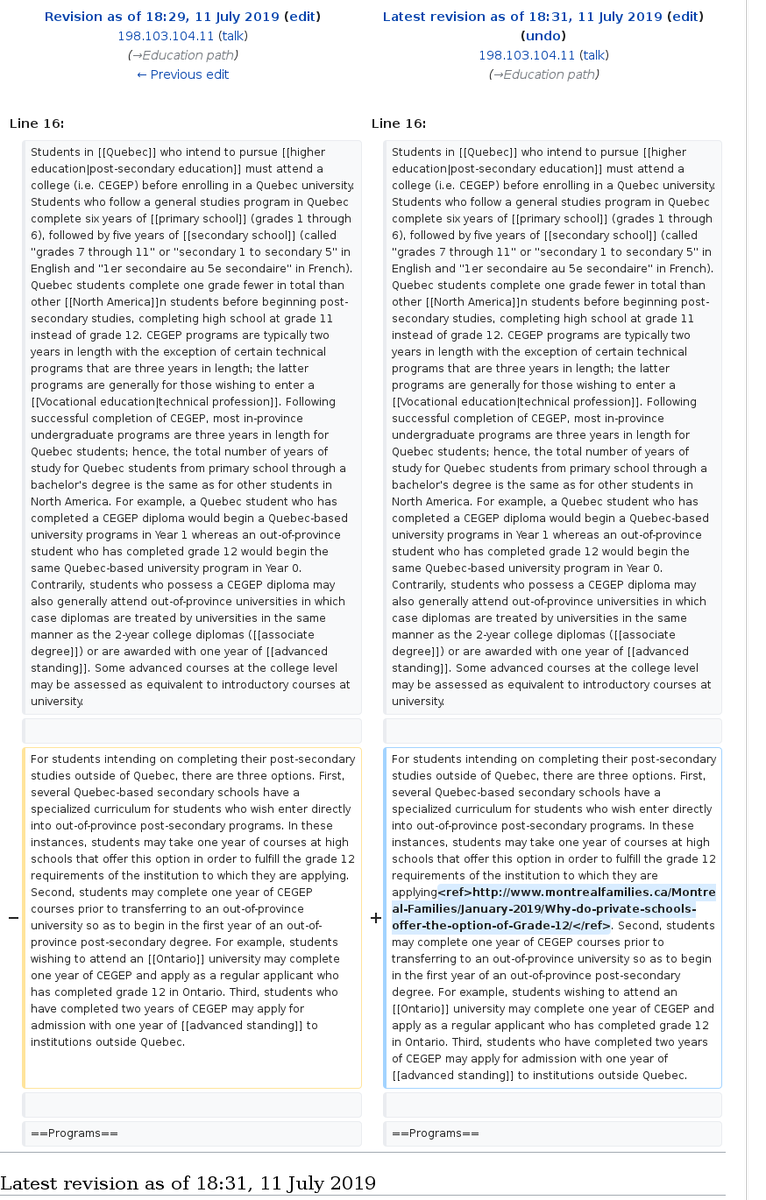 Revision as of 18:29, 11 July 2019 (edit)
198.103.104.11 (talk)
(→Education path)
← Previous edit
Latest revision as of 18:31, 11 July 2019 (edit)
(undo)
198.103.104.11 (talk)
(→Education path)
Line 16:
Students in [[Quebec]] who intend to pursue [[higher
education|post-secondary education]] must attend a
college (i.e. CEGEP) before enrolling in a Quebec university.
Students who follow a general studies program in Quebec
complete six years of [[primary school]] (grades 1 through
6), followed by five years of [[secondary school]] (called
"grades 7 through 11" or "secondary 1 to secondary 5" in
English and "1er secondaire au 5e secondaire" in French).
Quebec students complete one grade fewer in total than
other [[North America]]n students before beginning post-
secondary studies, completing high school at grade 11
instead of grade 12. CEGEP programs are typically two
years in length with the exception of certain technical
programs that are three years in length; the latter
programs are generally for those wishing to enter a
[[Vocational education|technical profession]]. Following
successful completion of CEGEP, most in-province
undergraduate programs are three years in length for
Quebec students; hence, the total number of years of
study for Quebec students from primary school through a
bachelor's degree is the same as for other students in
North America. For example, a Quebec student who has
completed a CEGEP diploma would begin a Quebec-based
university programs in Year 1 whereas an out-of-province
student who has completed grade 12 would begin the
same Quebec-based university program in Year 0.
Contrarily, students who possess a CEGEP diploma may
also generally attend out-of-province universities in which
case diplomas are treated by universities in the same
manner as the 2-year college diplomas ([[associate
degree]]) or are awarded with one year of [[advanced
standing]]. Some advanced courses at the college level
may be assessed as equivalent to introductory courses at
university.
Line 16:
Students in [[Quebec]] who intend to pursue [[higher
education|post-secondary education]] must attend a
college (i.e. CEGEP) before enrolling in a Quebec university.
Students who follow a general studies program in Quebec
complete six years of [[primary school]] (grades 1 through
6), followed by five years of [[secondary school]] (called
"grades 7 through 11" or "secondary 1 to secondary 5" in
English and "1er secondaire au 5e secondaire" in French).
Quebec students complete one grade fewer in total than
other [[North America]]n students before beginning post-
secondary studies, completing high school at grade 11
instead of grade 12. CEGEP programs are typically two
years in length with the exception of certain technical
programs that are three years in length; the latter
programs are generally for those wishing to enter a
[[Vocational education|technical profession]]. Following
successful completion of CEGEP, most in-province
undergraduate programs are three years in length for
Quebec students; hence, the total number of years of
study for Quebec students from primary school through a
bachelor's degree is the same as for other students in
North America. For example, a Quebec student who has
completed a CEGEP diploma would begin a Quebec-based
university programs in Year 1 whereas an out-of-province
student who has completed grade 12 would begin the
same Quebec-based university program in Year 0.
Contrarily, students who possess a CEGEP diploma may
also generally attend out-of-province universities in which
case diplomas are treated by universities in the same
manner as the 2-year college diplomas ([[associate
degree]]) or are awarded with one year of [[advanced
standing]]. Some advanced courses at the college level
may be assessed as equivalent to introductory courses at
university.
−
For students intending on completing their post-secondary
studies outside of Quebec, there are three options. First,
several Quebec-based secondary schools have a
specialized curriculum for students who wish enter directly
into out-of-province post-secondary programs. In these
instances, students may take one year of courses at high
schools that offer this option in order to fulfill the grade 12
requirements of the institution to which they are applying.
Second, students may complete one year of CEGEP
courses prior to transferring to an out-of-province
university so as to begin in the first year of an out-of-
province post-secondary degree. For example, students
wishing to attend an [[Ontario]] university may complete
one year of CEGEP and apply as a regular applicant who
has completed grade 12 in Ontario. Third, students who
have completed two years of CEGEP may apply for
admission with one year of [[advanced standing]] to
institutions outside Quebec.
+
For students intending on completing their post-secondary
studies outside of Quebec, there are three options. First,
several Quebec-based secondary schools have a
specialized curriculum for students who wish enter directly
into out-of-province post-secondary programs. In these
instances, students may take one year of courses at high
schools that offer this option in order to fulfill the grade 12
requirements of the institution to which they are
applying<ref>http://www.montrealfamilies.ca/Montre
al-Families/January-2019/Why-do-private-schools-
offer-the-option-of-Grade-12/</ref>. Second, students
may complete one year of CEGEP courses prior to
transferring to an out-of-province university so as to begin
in the first year of an out-of-province post-secondary
degree. For example, students wishing to attend an
[[Ontario]] university may complete one year of CEGEP and
apply as a regular applicant who has completed grade 12
in Ontario. Third, students who have completed two years
of CEGEP may apply for admission with one year of
[[advanced standing]] to institutions outside Quebec.
==Programs==
==Programs==
Latest revision as of 18:31, 11 July 2019